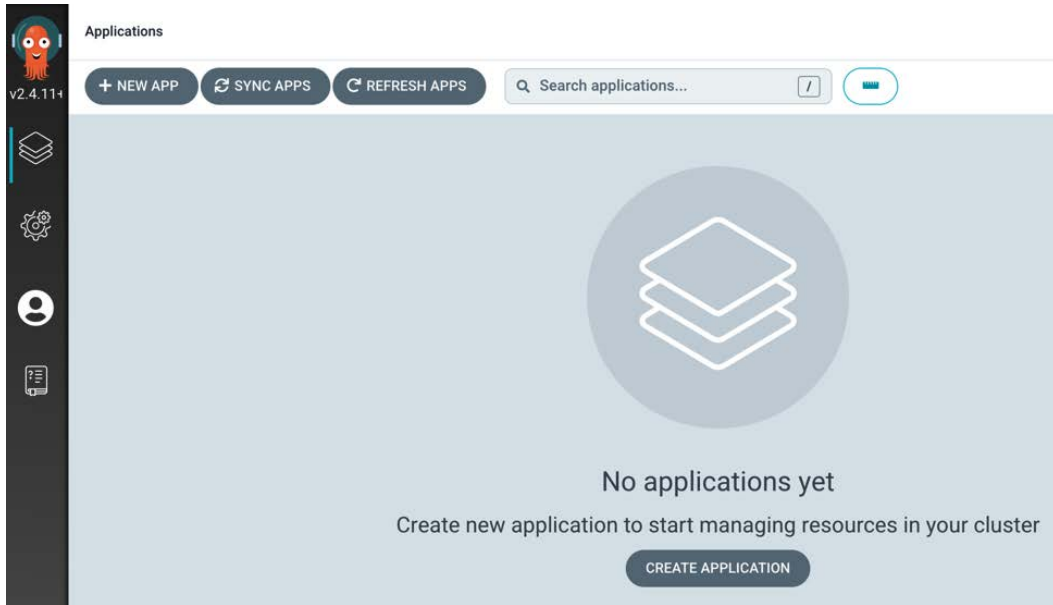 Applications
v2.4.11+
+ NEW APP SYNC APPS REFRESH APPS Search applications... /
No applications yet
Create new application to start managing resources in your cluster
CREATE APPLICATION